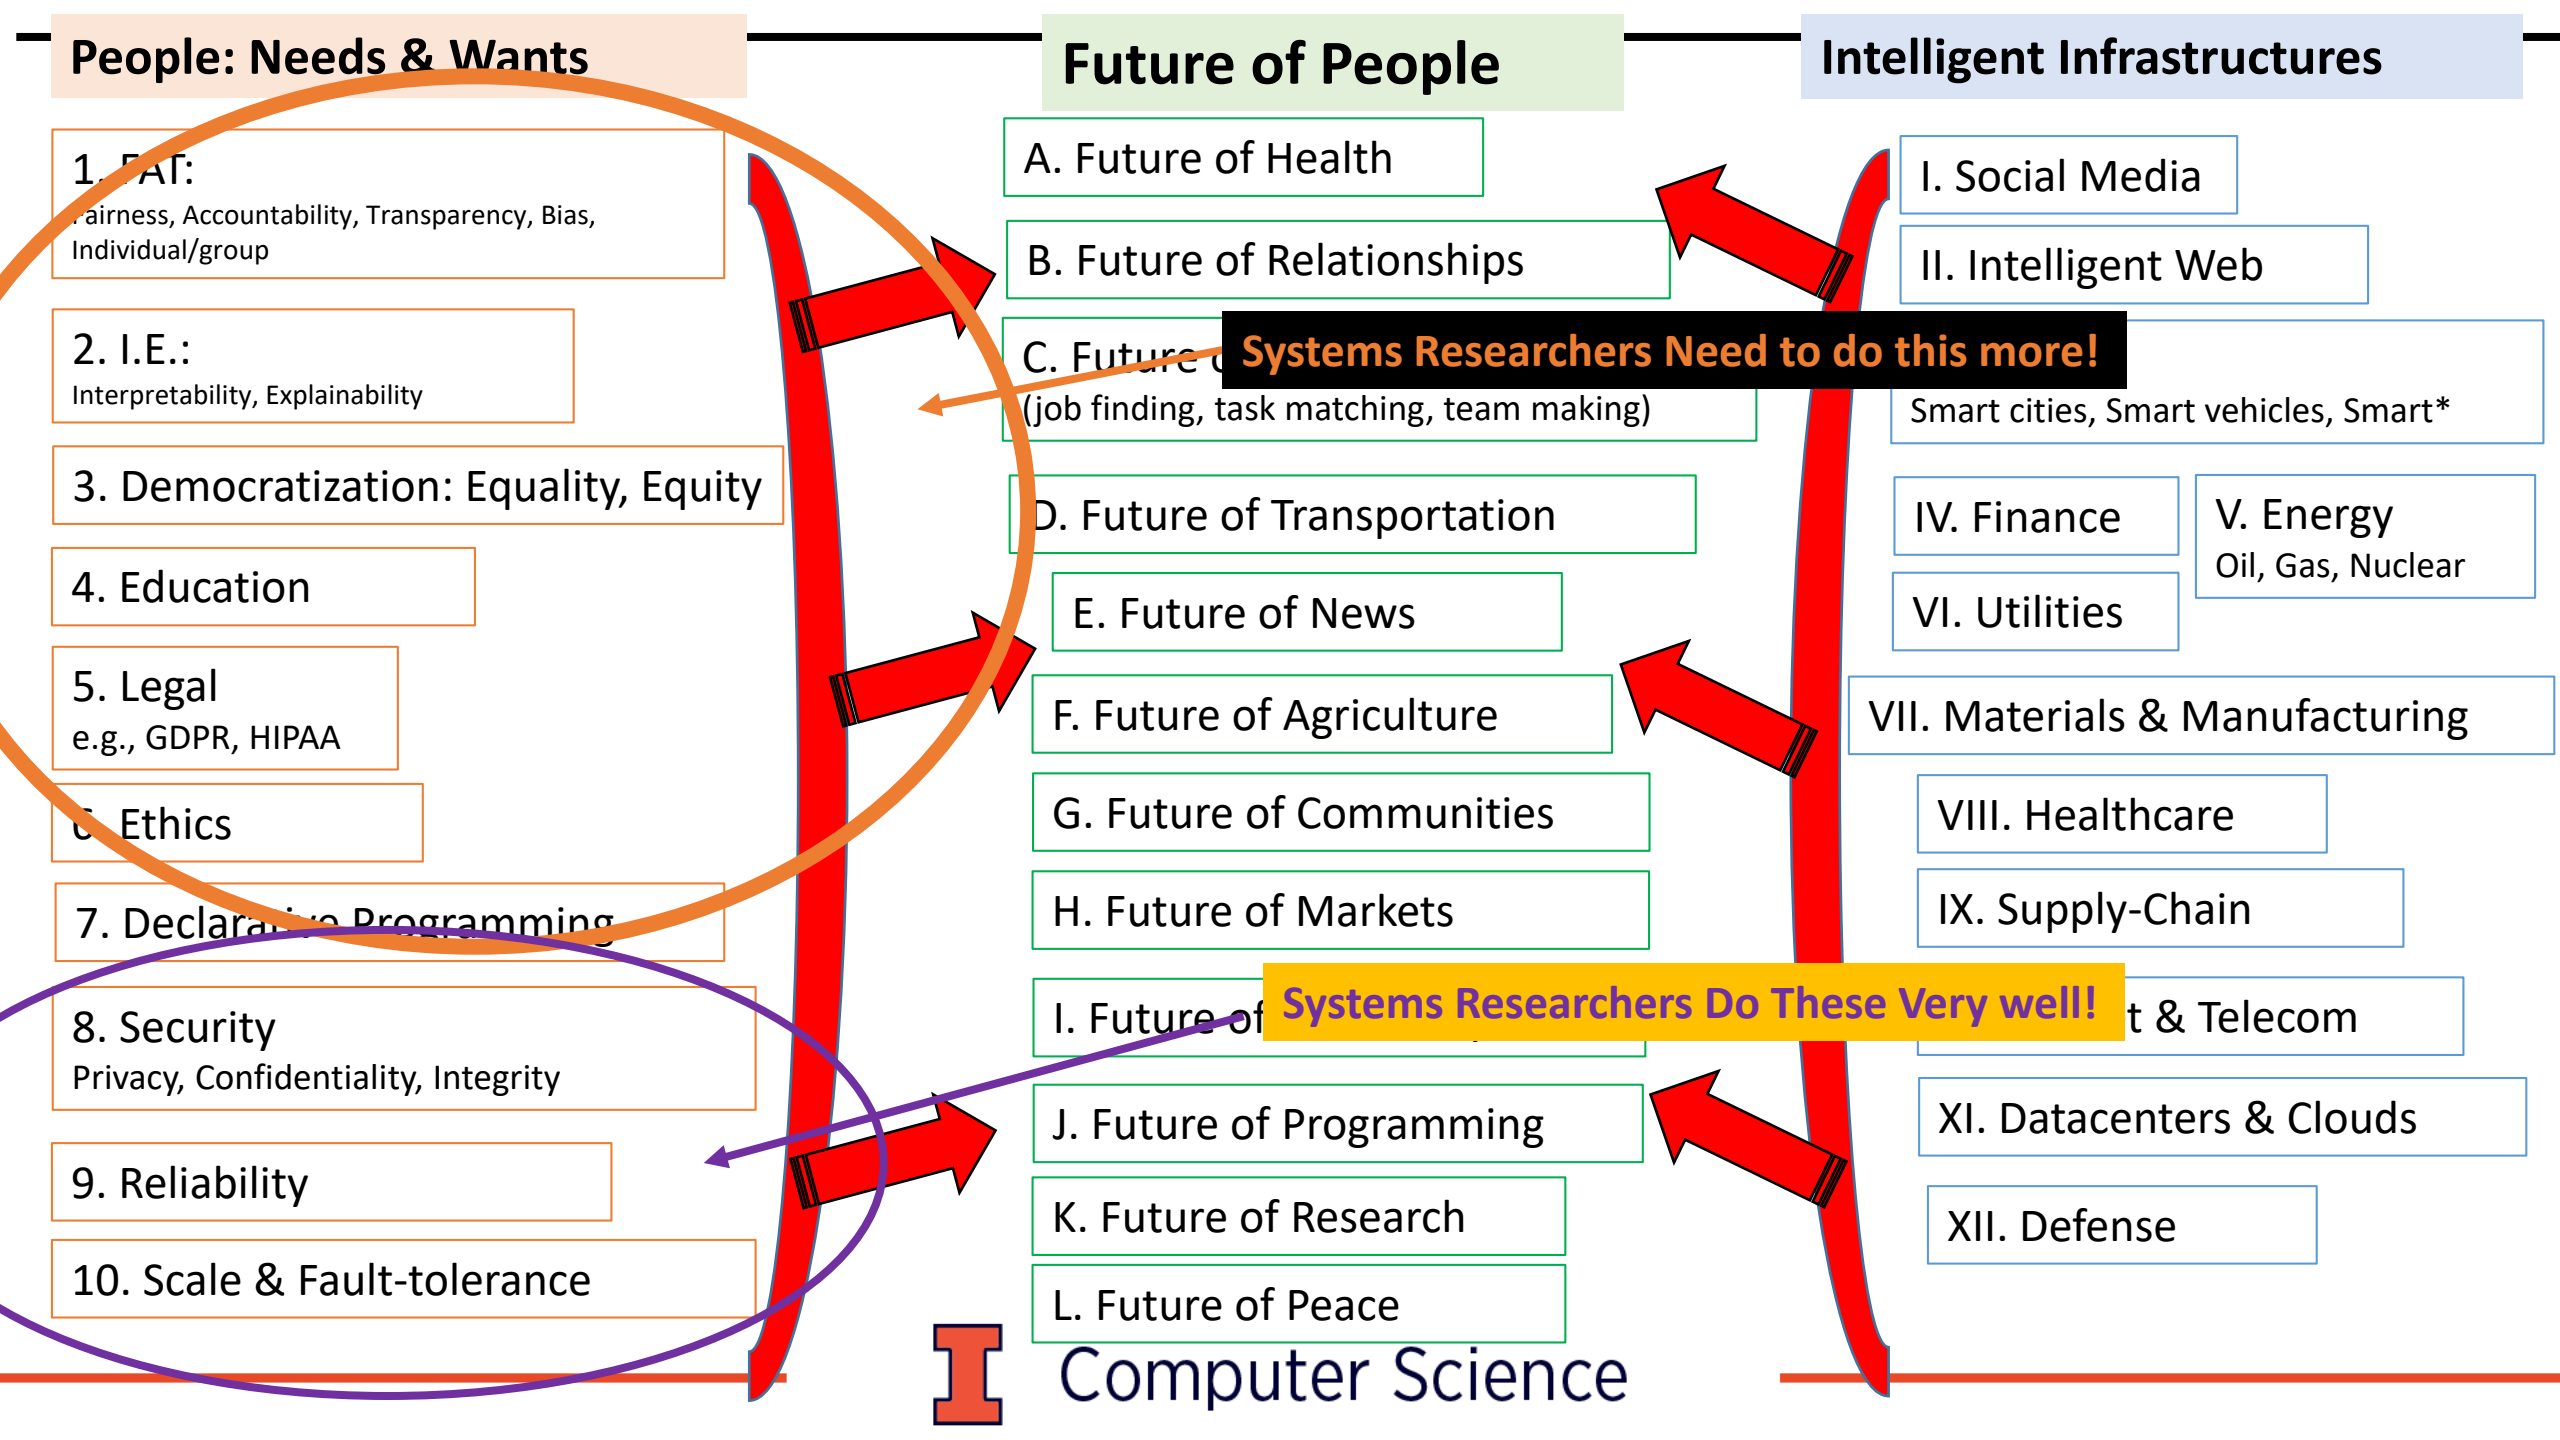 People: Needs & Wants
1. FAT:
Fairness, Accountability, Transparency, Bias,
Individual/group
2. I.E.:
Interpretability, Explainability
3. Democratization: Equality, Equity
4. Education
5. Legal
e.g., GDPR, HIPAA
6. Ethics
7. Declarative Programming
8. Security
Privacy, Confidentiality, Integrity
9. Reliability
10. Scale & Fault-tolerance
Future of People
A. Future of Health
B. Future of Relationships
C. Future
(job finding, task matching, team making)
D. Future of Transportation
E. Future of News
F. Future of Agriculture
G. Future of Communities
H. Future of Markets
I. Future of
J. Future of Programming
K. Future of Research
L. Future of Peace
Systems Researchers Need to do this more!
Systems Researchers Do These Very well!
Intelligent Infrastructures
I. Social Media
II. Intelligent Web
Smart cities, Smart vehicles, Smart*
IV. Finance
V. Energy
Oil, Gas, Nuclear
VI. Utilities
VII. Materials & Manufacturing
VIII. Healthcare
IX. Supply-Chain
& Telecom
XI. Datacenters & Clouds
XII. Defense
I Computer Science